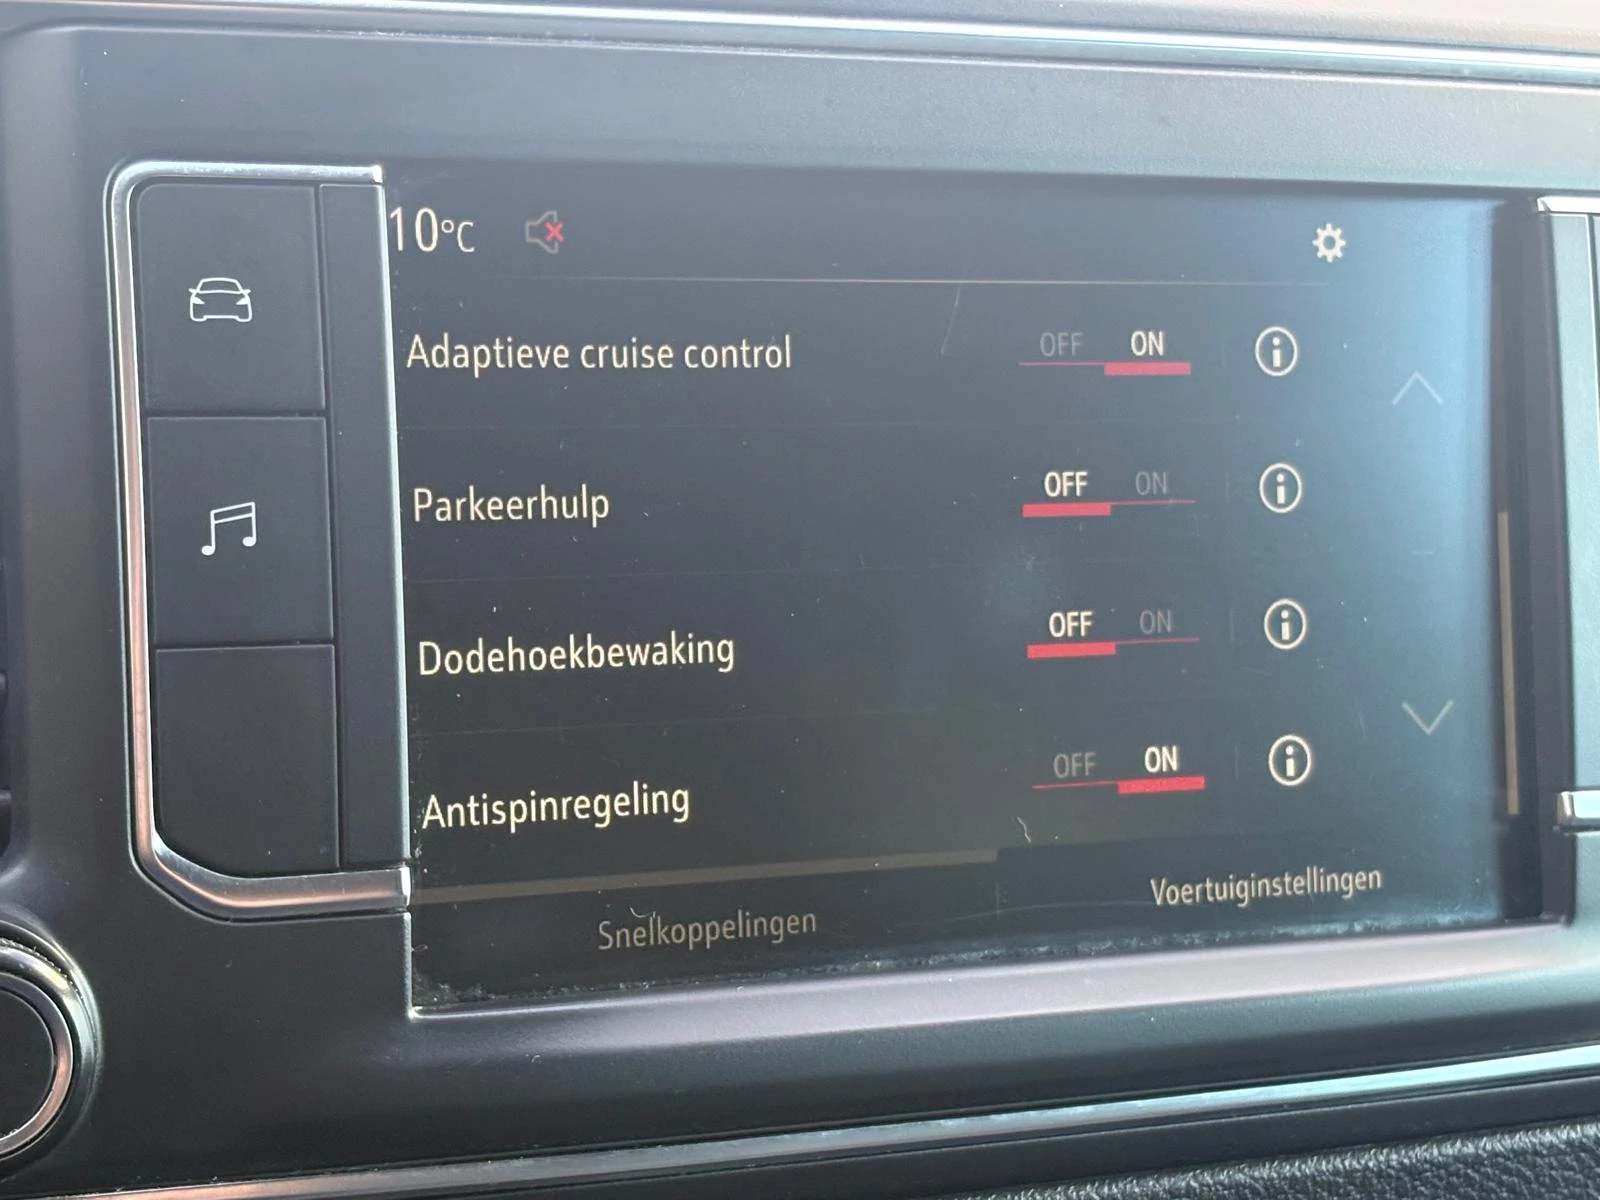 10°C
Adaptieve cruise control OFF ON
Parkeerhulp OFF ON
Dodehoekbewaking OFF ON
Antispinregeling OFF ON
Snelkoppelingen Voertuiginstellingen